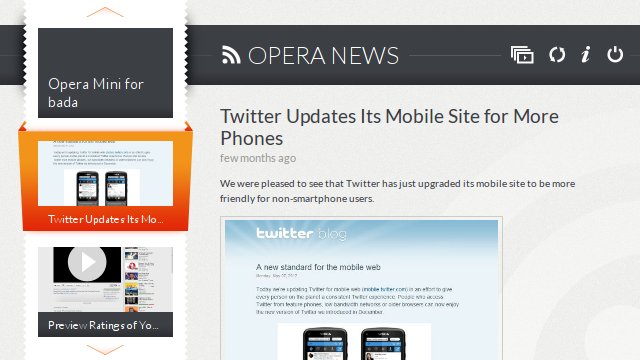 OPERA NEWS
Opera Mini for
bada
Twitter Updates Its Mo...
Preview Ratings of Yo...
Twitter Updates Its Mobile Site for More
Phones
few months ago
We were pleased to see that Twitter has just upgraded its mobile site to be more
friendly for non-smartphone users.
twitter blog
A new standard for the mobile web
Monday, May 07, 2012
Today we're updating Twitter for mobile web (mobile.twitter.com) in an effort to give
every person on the planet a consistent Twitter experience. People who access
Twitter from feature phones, low bandwidth networks or older browsers can now enjoy
the new version of Twitter we introduced in December.